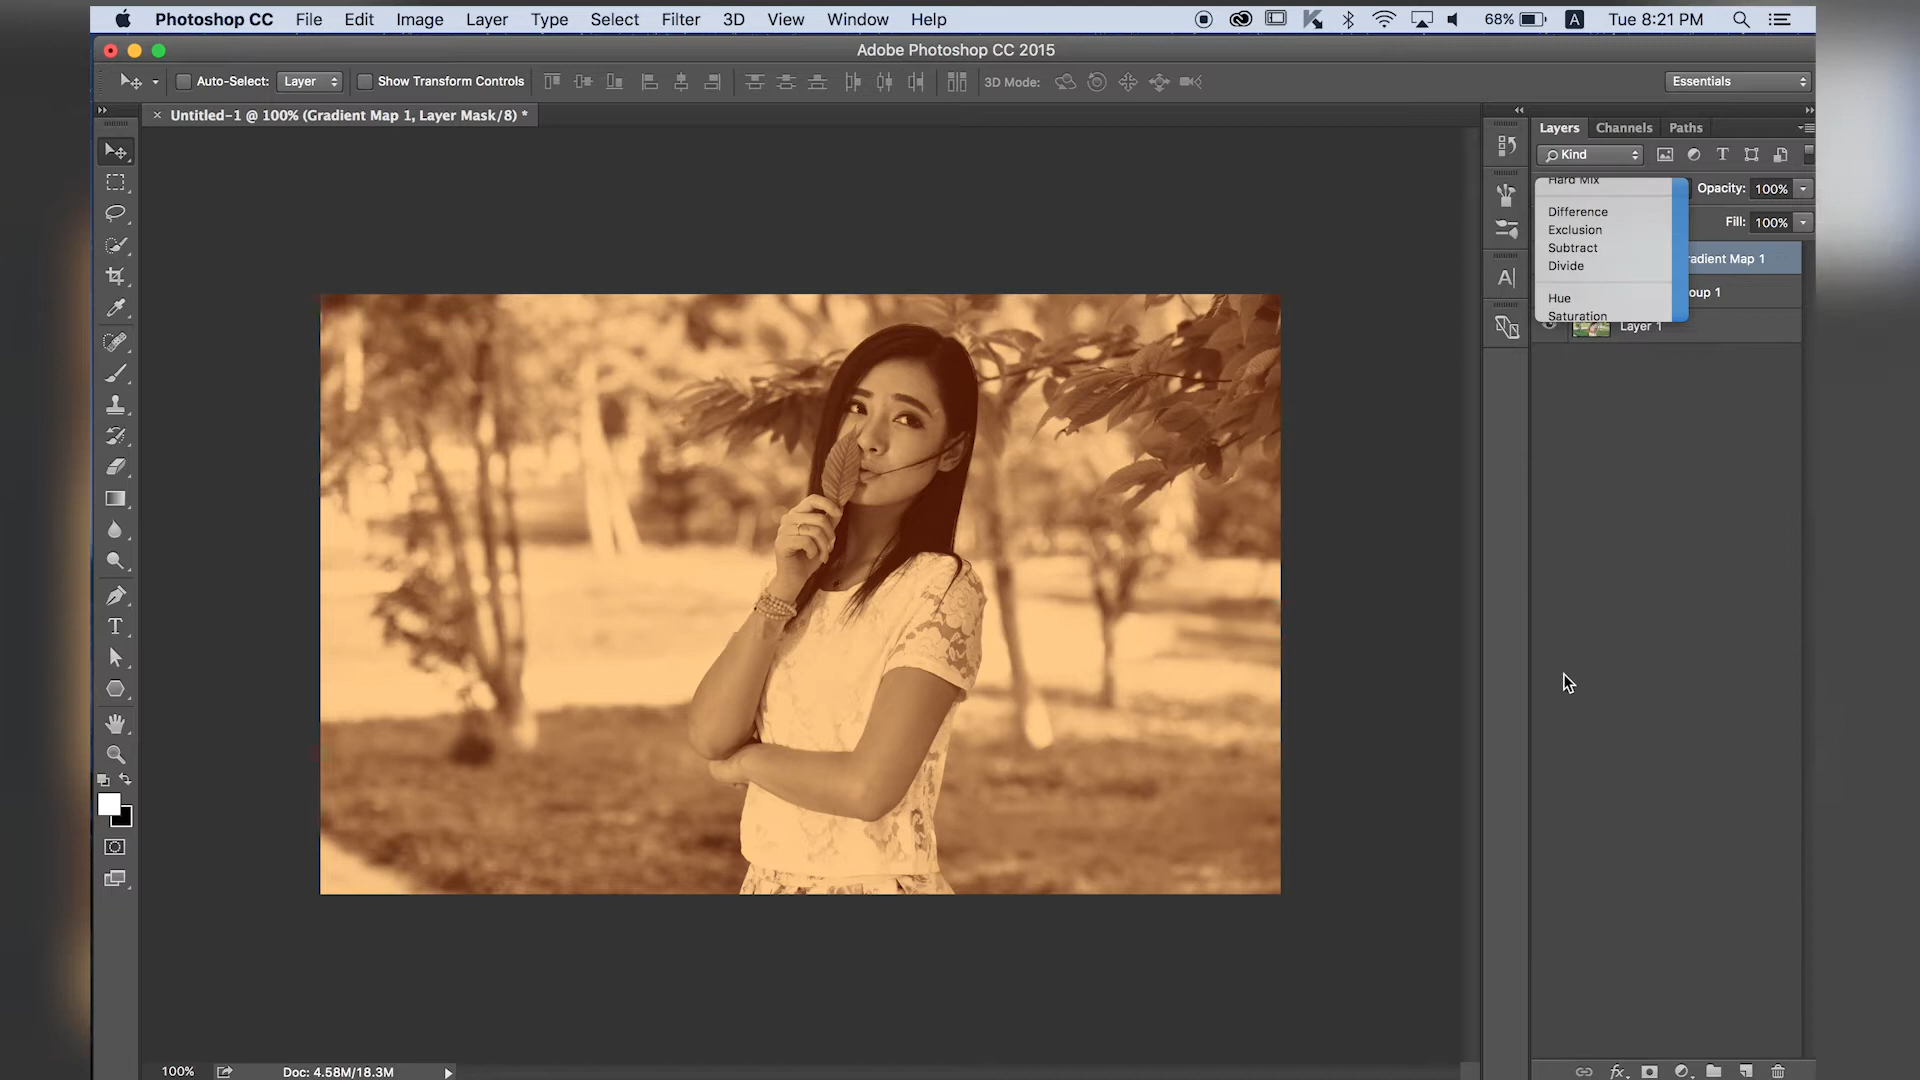 Photoshop CC File Edit Image Layer Type Select Filter 3D View Window Help 68% A Tue 8:21 PM
Adobe Photoshop CC 2015
Auto-Select: Layer Show Transform Controls 3D Mode: Essentials
× Untitled-1 @ 100% (Gradient Map 1, Layer Mask/8) *
Layers Channels Paths
Kind
Hard Mix
Opacity: 100%
Difference
Fill: 100%
Exclusion
Subtract
Divide
radient Map 1
Hue
oup 1
Saturation
Layer 1
100% Doc: 4.58M/18.3M